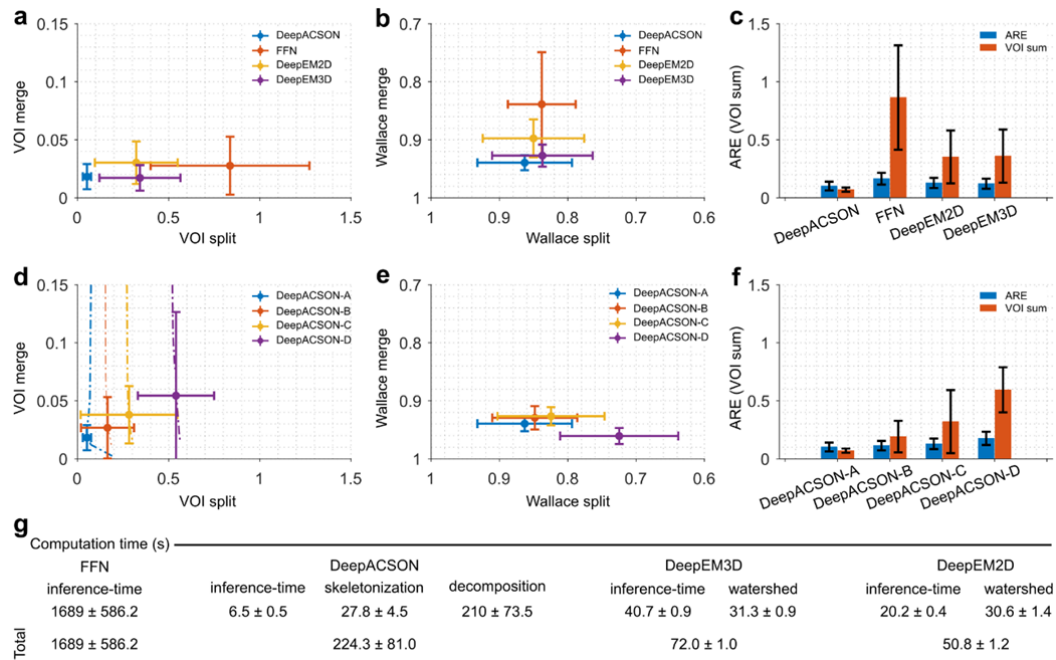 a
0.15
0.1
0.05
0
VOI merge
0
0.5
1
1.5
VOI split
DeepACSON
FFN
DeepEM2D
DeepEM3D
b
0.7
0.8
0.9
1
Wallace merge
1
0.9
0.8
0.7
0.6
Wallace split
DeepACSON
FFN
DeepEM2D
DeepEM3D
c
1.5
1
0.5
0
ARE (VOI sum)
ARE
VOI sum
DeepACSON
FFN
DeepEM2D
DeepEM3D
d
0.15
0.1
0.05
0
VOI merge
0
0.5
1
1.5
VOI split
DeepACSON-A
DeepACSON-B
DeepACSON-C
DeepACSON-D
e
0.7
0.8
0.9
1
Wallace merge
1
0.9
0.8
0.7
0.6
Wallace split
DeepACSON-A
DeepACSON-B
DeepACSON-C
DeepACSON-D
f
1.5
1
0.5
0
ARE (VOI sum)
ARE
VOI sum
DeepACSON-A
DeepACSON-B
DeepACSON-C
DeepACSON-D
g
Computation time (s)
FFN DeepACSON DeepEM3D DeepEM2D
inference-time inference-time skeletonization decomposition inference-time watershed inference-time watershed
1689 ± 586.2 6.5 ± 0.5 27.8 ± 4.5 210 ± 73.5 40.7 ± 0.9 31.3 ± 0.9 20.2 ± 0.4 30.6 ± 1.4
Total 1689 ± 586.2 224.3 ± 81.0 72.0 ± 1.0 50.8 ± 1.2